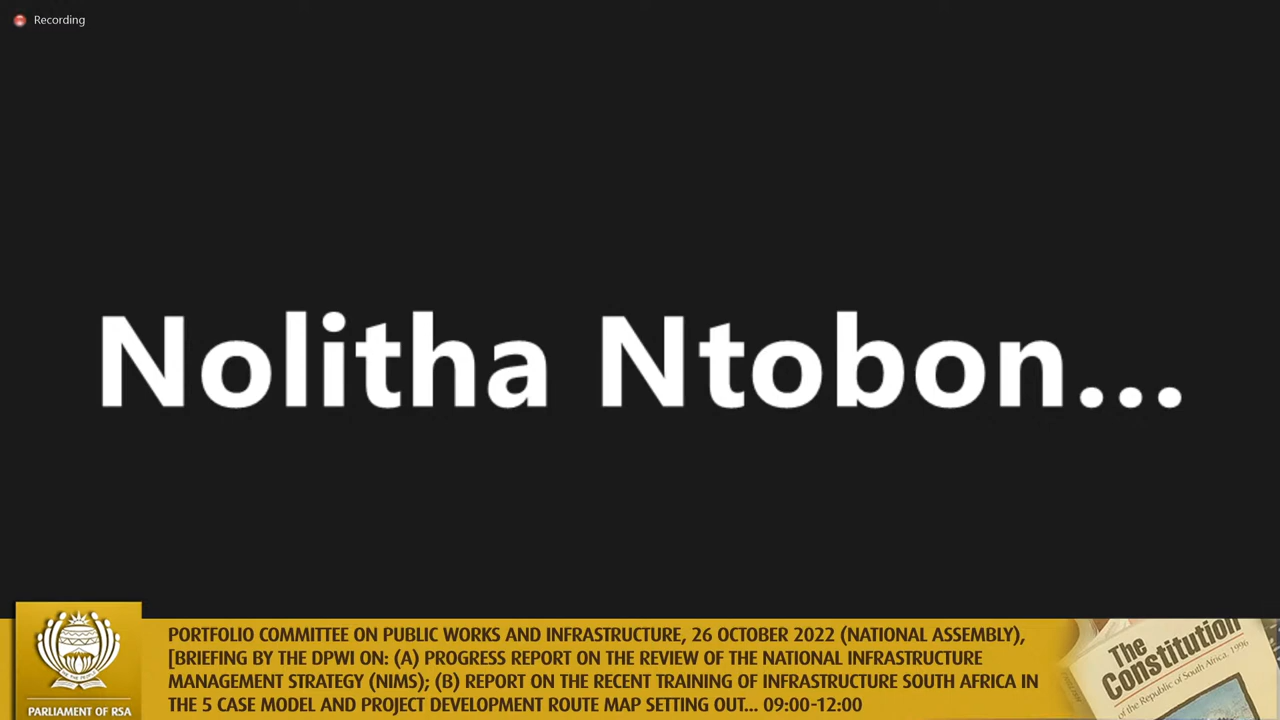 Recording
Nolitha Ntobon...
PORTFOLIO COMMITTEE ON PUBLIC WORKS AND INFRASTRUCTURE, 26 OCTOBER 2022 (NATIONAL ASSEMBLY),
[BRIEFING BY THE DPWI ON: (A) PROGRESS REPORT ON THE REVIEW OF THE NATIONAL INFRASTRUCTURE
MANAGEMENT STRATEGY (NIMS); (B) REPORT ON THE RECENT TRAINING OF INFRASTRUCTURE SOUTH AFRICA IN
THE 5 CASE MODEL AND PROJECT DEVELOPMENT ROUTE MAP SETTING OUT... 09:00-12:00
PARLIAMENT OF RSA
The
Constitution
of the Republic of South Africa, 1996